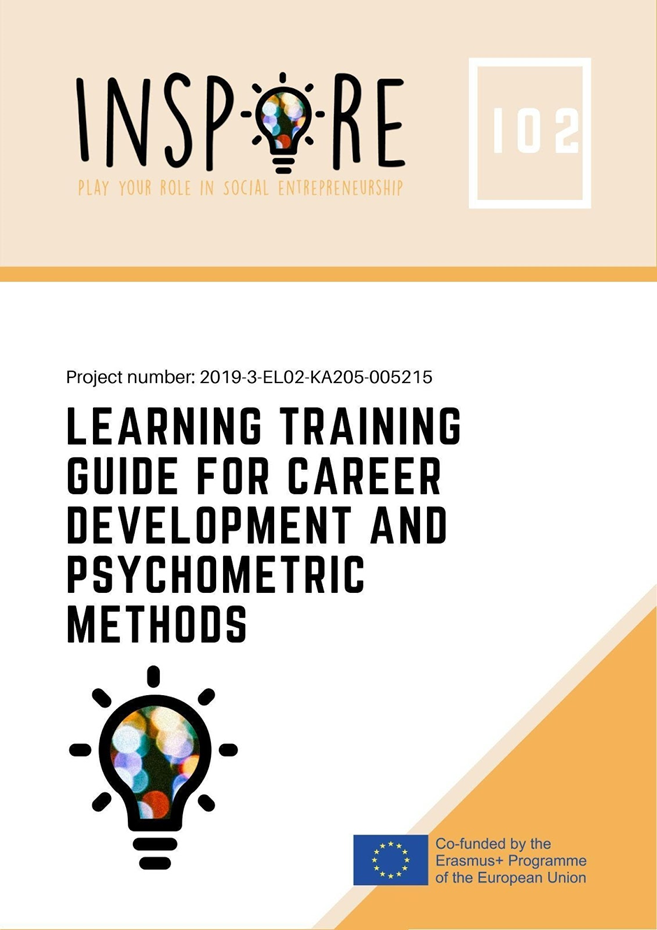 INSPRE
PLAY YOUR ROLE IN SOCIAL ENTREPRENEURSHIP
IO2
Project number: 2019-3-EL02-KA205-005215
LEARNING TRAINING
GUIDE FOR CAREER
DEVELOPMENT AND
PSYCHOMETRIC
METHODS
Co-funded by the
Erasmus+ Programme
of the European Union